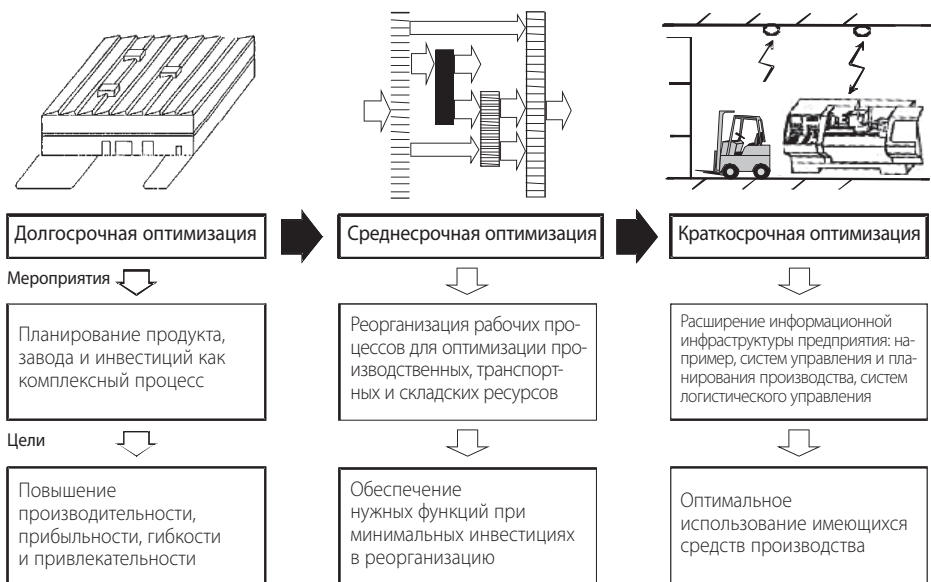 Долгосрочная оптимизация
Среднесрочная оптимизация
Краткосрочная оптимизация
Мероприятия
Планирование продукта,
завода и инвестиций как
комплексный процесс
Реорганизация рабочих про-
цессов для оптимизации про-
изводственных, транспорт-
ных и складских ресурсов
Расширение информационной
инфраструктуры предприятия: на-
пример, систем управления и пла-
нирования производства, систем
логистического управления
Цели
Повышение
производительности,
прибыльности, гибкости
и привлекательности
Обеспечение
нужных функций при
минимальных инвестициях
в реорганизацию
Оптимальное
использование имеющихся
средств производства